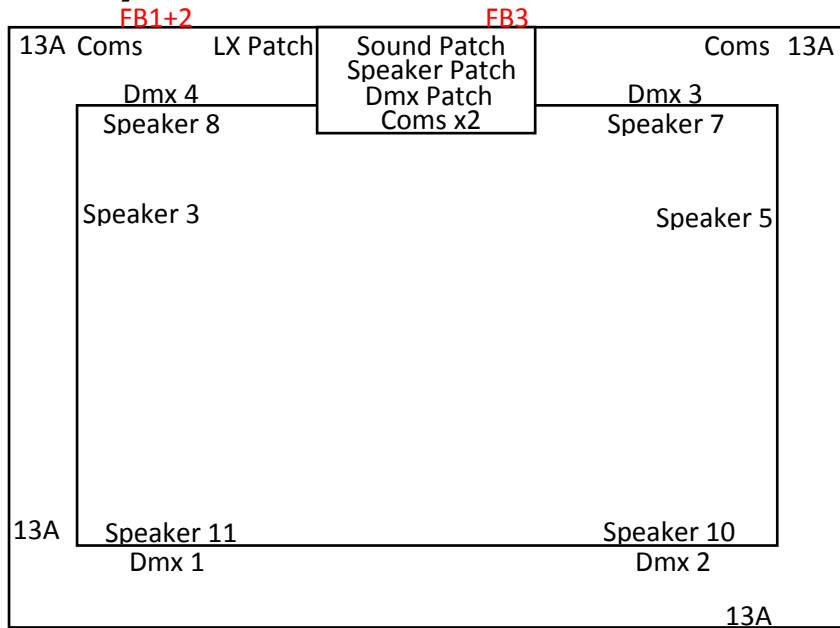 FB1+2 FB3
13A Coms LX Patch Sound Patch Coms 13A
Speaker Patch
Dmx 4 Dmx Patch Dmx 3
Speaker 8 Coms x2 Speaker 7
Speaker 3 Speaker 5
13A Speaker 11 Speaker 10
Dmx 1 Dmx 2
13A